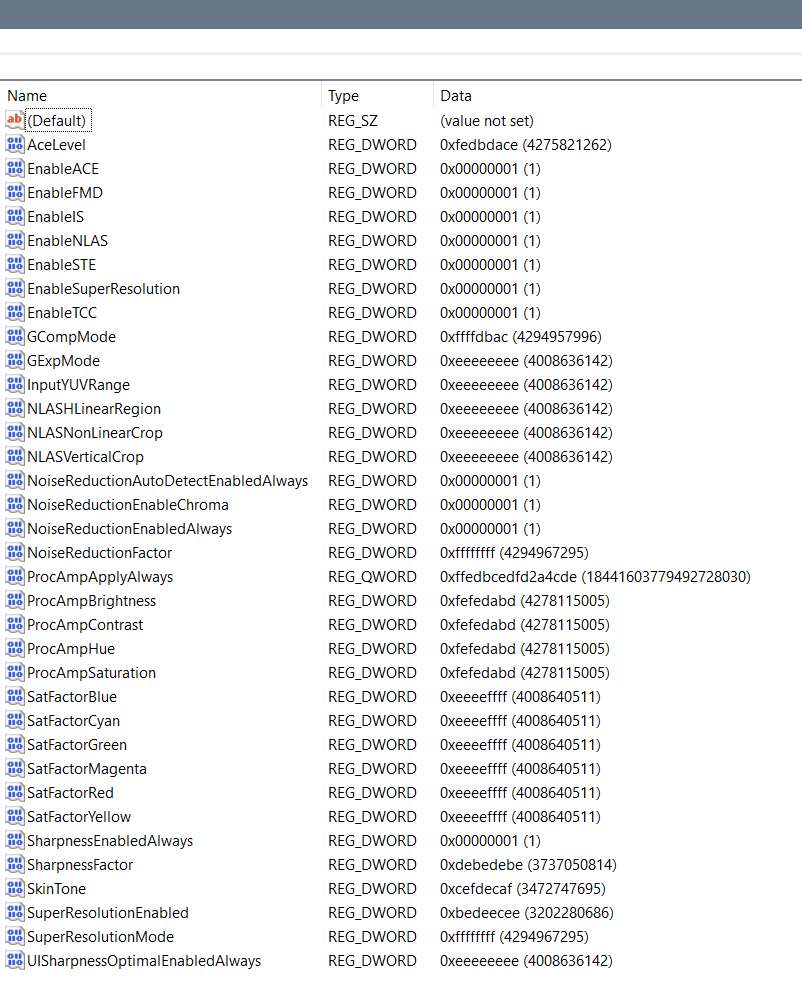 Name Type Data
(Default) REG_SZ (value not set)
AceLevel REG_DWORD 0xfedbdace (4275821262)
EnableACE REG_DWORD 0x00000001 (1)
EnableFMD REG_DWORD 0x00000001 (1)
EnableIS REG_DWORD 0x00000001 (1)
EnableNLAS REG_DWORD 0x00000001 (1)
EnableSTE REG_DWORD 0x00000001 (1)
EnableSuperResolution REG_DWORD 0x00000001 (1)
EnableTCC REG_DWORD 0x00000001 (1)
GCompMode REG_DWORD 0xffffdbac (4294957996)
GExpMode REG_DWORD 0xeeeeeeee (4008636142)
InputYUVRange REG_DWORD 0xeeeeeeee (4008636142)
NLASHLinearRegion REG_DWORD 0xeeeeeeee (4008636142)
NLASNonLinearCrop REG_DWORD 0xeeeeeeee (4008636142)
NLASVerticalCrop REG_DWORD 0xeeeeeeee (4008636142)
NoiseReductionAutoDetectEnabledAlways REG_DWORD 0x00000001 (1)
NoiseReductionEnableChroma REG_DWORD 0x00000001 (1)
NoiseReductionEnabledAlways REG_DWORD 0x00000001 (1)
NoiseReductionFactor REG_DWORD 0xffffffff (4294967295)
ProcAmpApplyAlways REG_QWORD 0xffedbcedfd2a4cde (18441603779492728030)
ProcAmpBrightness REG_DWORD 0xfefedabd (4278115005)
ProcAmpContrast REG_DWORD 0xfefedabd (4278115005)
ProcAmpHue REG_DWORD 0xfefedabd (4278115005)
ProcAmpSaturation REG_DWORD 0xfefedabd (4278115005)
SatFactorBlue REG_DWORD 0xeeeeffff (4008640511)
SatFactorCyan REG_DWORD 0xeeeeffff (4008640511)
SatFactorGreen REG_DWORD 0xeeeeffff (4008640511)
SatFactorMagenta REG_DWORD 0xeeeeffff (4008640511)
SatFactorRed REG_DWORD 0xeeeeffff (4008640511)
SatFactorYellow REG_DWORD 0xeeeeffff (4008640511)
SharpnessEnabledAlways REG_DWORD 0x00000001 (1)
SharpnessFactor REG_DWORD 0xdebedebe (3737050814)
SkinTone REG_DWORD 0xcefdecaf (3472747695)
SuperResolutionEnabled REG_DWORD 0xbedeecee (3202280686)
SuperResolutionMode REG_DWORD 0xffffffff (4294967295)
UISharpnessOptimalEnabledAlways REG_DWORD 0xeeeeeeee (4008636142)